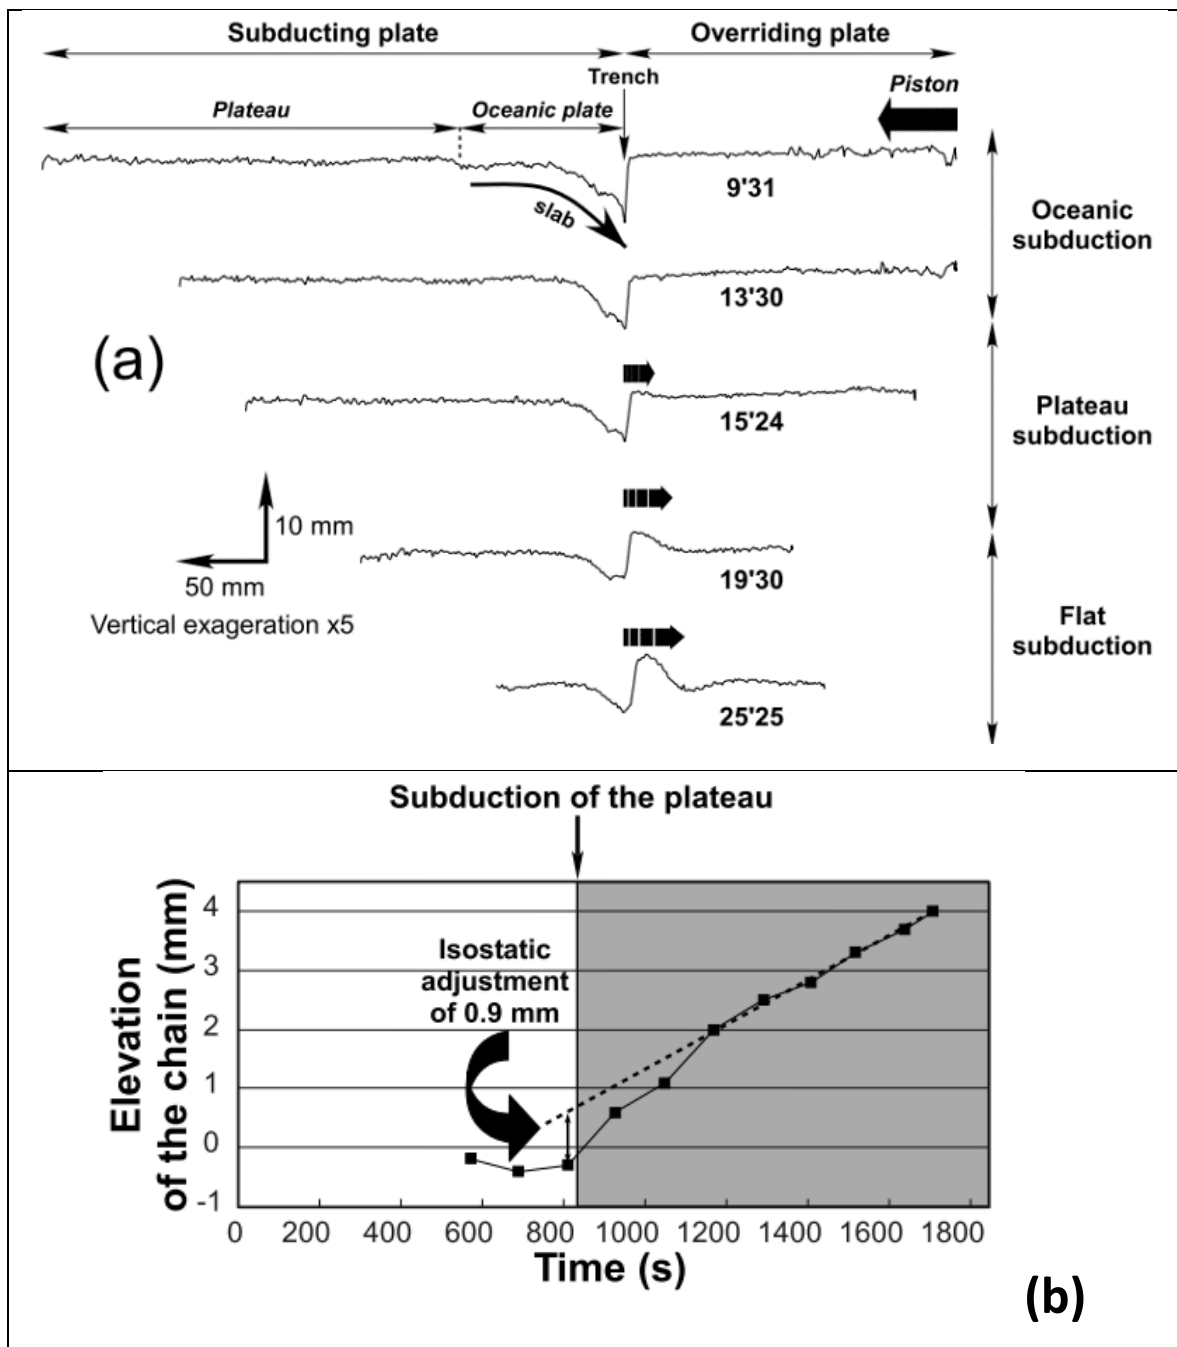 Subducting plate
Overriding plate
Trench
Piston
Plateau
Oceanic plate
slab
9'31
Oceanic
subduction
13'30
(a)
15'24
Plateau
subduction
10 mm
50 mm
Vertical exageration x5
19'30
Flat
subduction
25'25
Subduction of the plateau
Elevation
of the chain (mm)
4
3
2
1
0
-1
Isostatic
adjustment
of 0.9 mm
0 200 400 600 800 1000 1200 1400 1600 1800
Time (s)
(b)